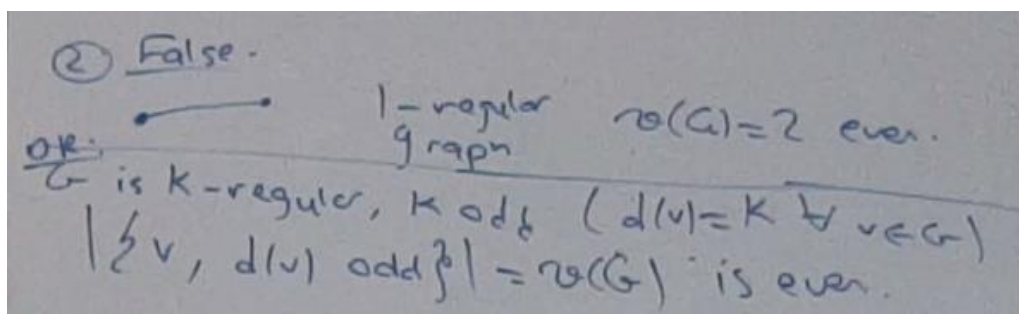 ② False.
1-regular v(G)=2 even.
graph
OR:
G is K-regular, K odd (d(v)=K ∀ v∈G)
|{v, d(v) odd}| = v(G) is even.